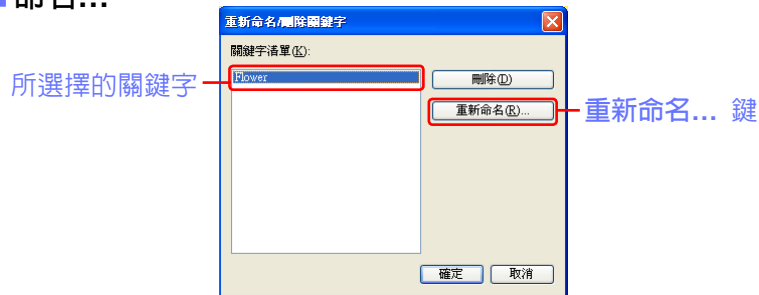 命名...
重新命名/刪除關鍵字
關鍵字清單(K):
所選擇的關鍵字
Flower
刪除(D)
重新命名(R)...
重新命名... 鍵
確定
取消